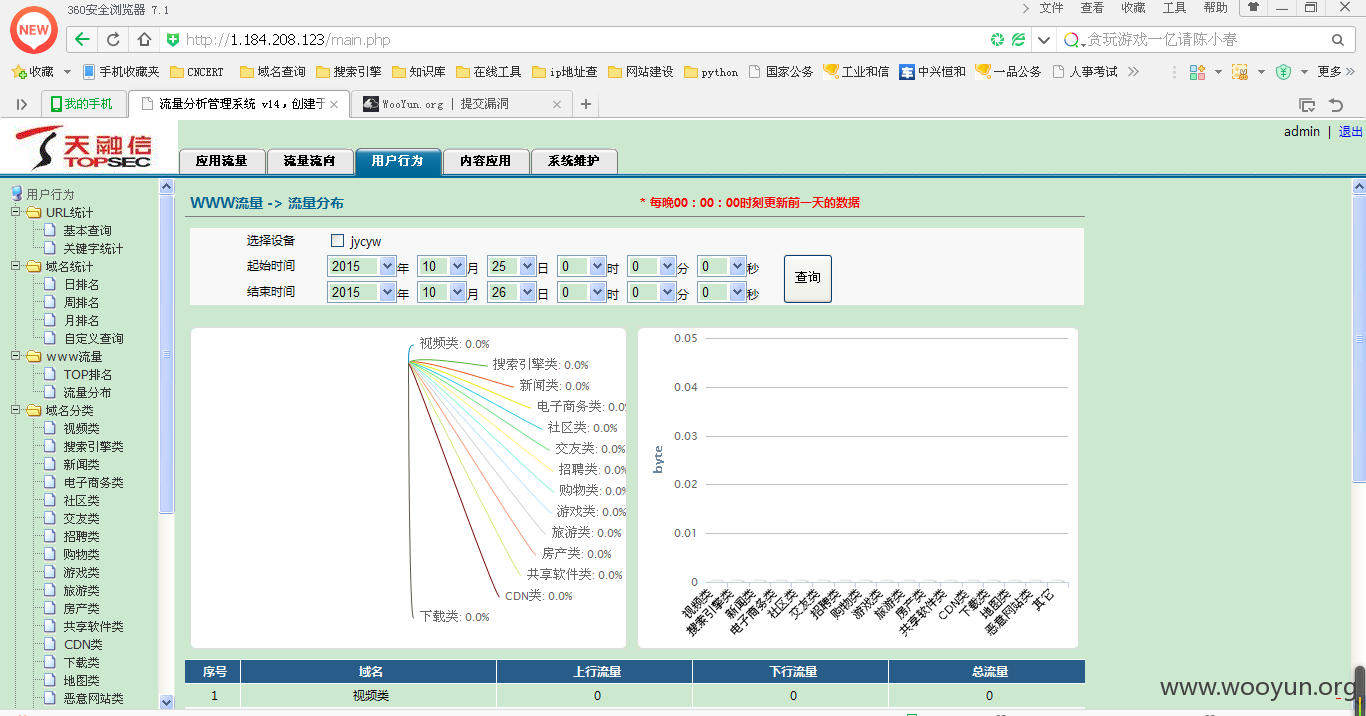 360安全浏览器 7.1
文件 查看 收藏 工具 帮助
NEW
http://1.184.208.123/main.php
贪玩游戏一亿请陈小春
收藏 手机收藏夹 CNCERT 域名查询 搜索引擎 知识库 在线工具 ip地址查 网站建设 python 国家公务 工业和信 中兴恒和 一品公务 人亊考试 更多
我的手机 流量分析管理系统 v14，创建于 WooYun.org | 提交漏洞
天融信
TOPSEC
admin | 退出
应用流量 流量流向 用户行为 内容应用 系统维护
用户行为
URL统计
基本查询
关键字统计
域名统计
日排名
周排名
月排名
自定义查询
WWW流量
TOP排名
流量分布
域名分类
视频类
搜索引擎类
新闻类
电子商务类
社区类
交友类
招聘类
购物类
游戏类
旅游类
房产类
共享软件类
CDN类
下载类
地图类
恶意网站类
WWW流量 -> 流量分布
* 每晚00：00：00时刻更新前一天的数据
选择设备 jycyw
起始时间 2015 年 10 月 25 日 0 时 0 分 0 秒
结束时间 2015 年 10 月 26 日 0 时 0 分 0 秒
查询
视频类: 0.0%
搜索引擎类: 0.0%
新闻类: 0.0%
电子商务类: 0.0
社区类: 0.0%
交友类: 0.0%
招聘类: 0.0%
购物类: 0.0%
游戏类: 0.0%
旅游类: 0.0%
房产类: 0.0%
共享软件类: 0.0%
CDN类: 0.0%
下载类: 0.0%
0.05
0.04
0.03
0.02
0.01
0
byte
视频类 搜索引擎类 新闻类 电子商务类 社区类 交友类 招聘类 购物类 游戏类 旅游类 房产类 共享软件类 CDN类 下载类 地图类 恶意网站类 其它
序号 域名 上行流量 下行流量 总流量
1 视频类 0 0 0
www.wooyun.org